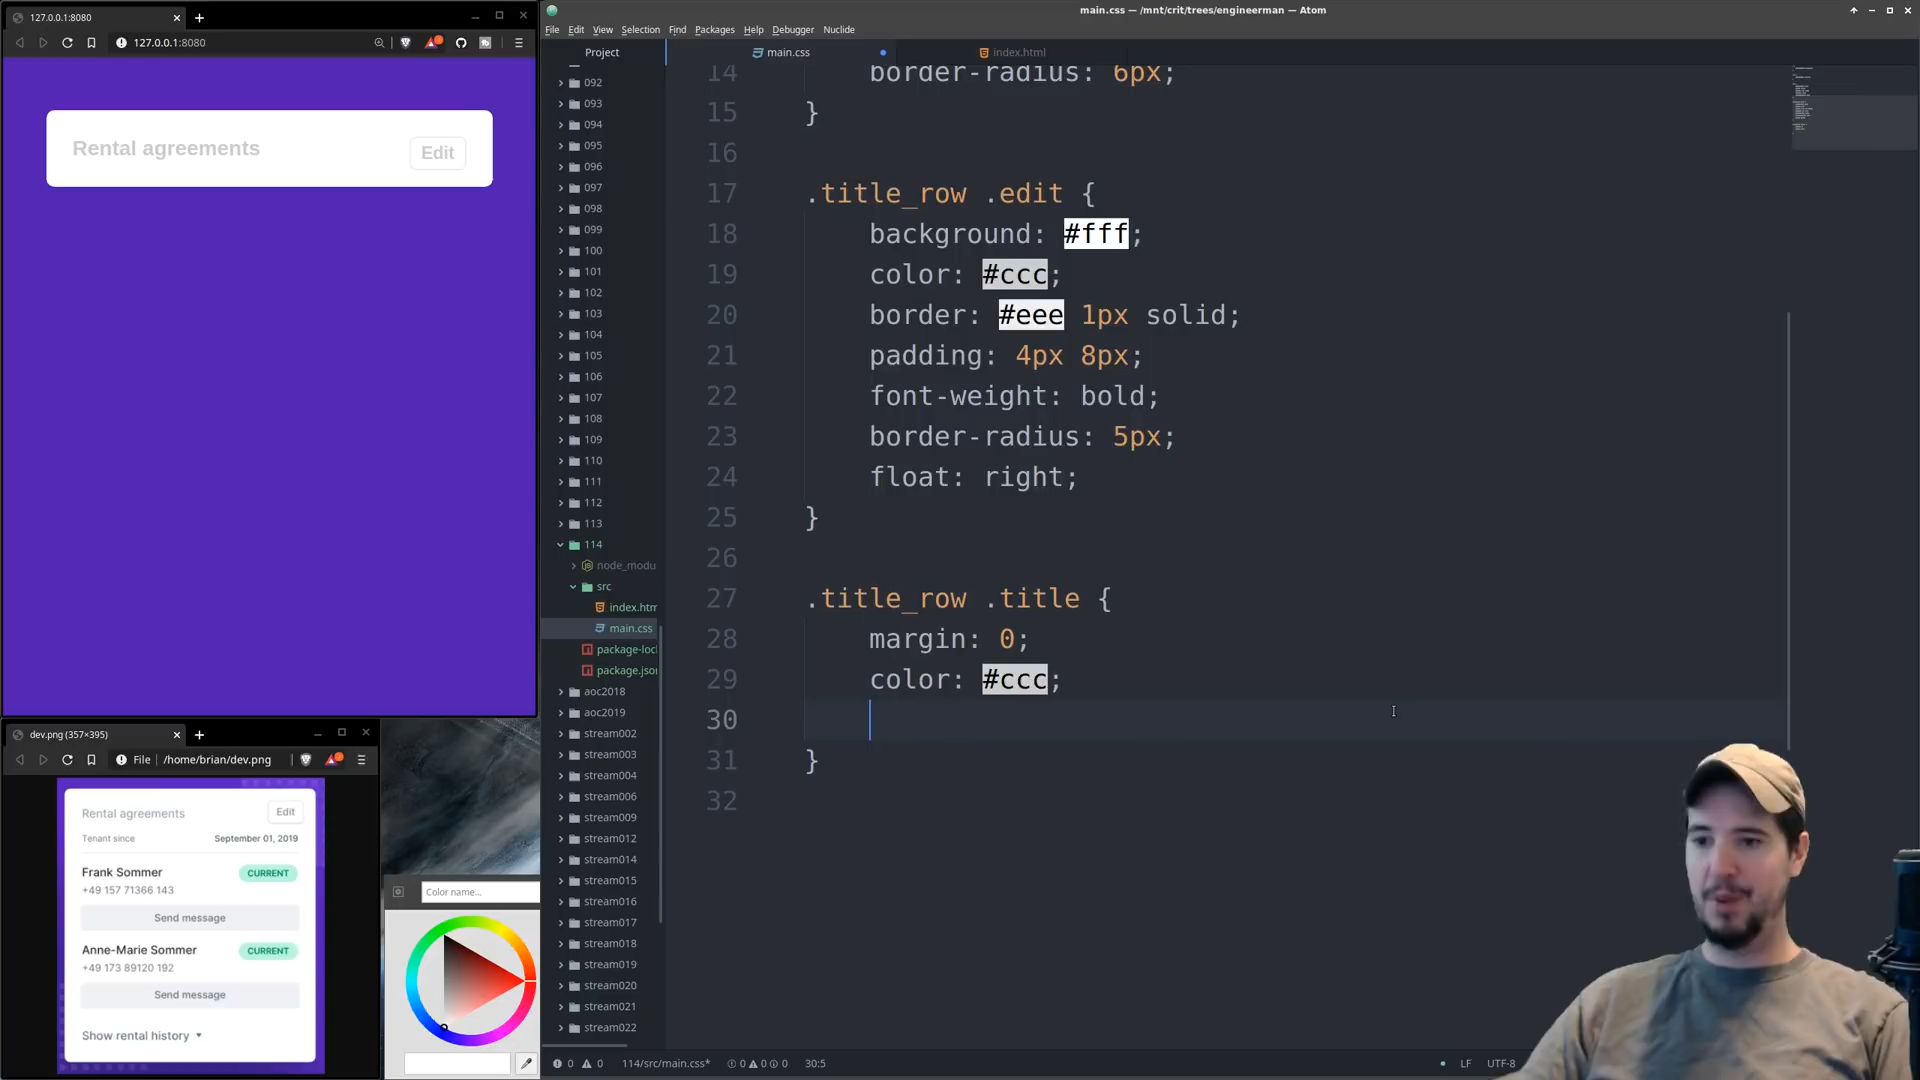 127.0.0.1:8080
127.0.0.1:8080
Rental agreements
Edit
main.css — /mnt/crit/trees/engineerman — Atom
File Edit View Selection Find Packages Help Debugger Nuclide
Project
main.css
index.html
092
093
094
095
096
097
098
099
100
101
102
103
104
105
106
107
108
109
110
111
112
113
114
node_modu
src
index.htm
main.css
package-loc
package.jso
aoc2018
aoc2019
stream002
stream003
stream004
stream006
stream009
stream012
stream014
stream015
stream016
stream017
stream018
stream019
stream020
stream021
stream022
14 border-radius: 6px;
15 }
16
17 .title_row .edit {
18 background: #fff;
19 color: #ccc;
20 border: #eee 1px solid;
21 padding: 4px 8px;
22 font-weight: bold;
23 border-radius: 5px;
24 float: right;
25 }
26
27 .title_row .title {
28 margin: 0;
29 color: #ccc;
30
31 }
32
dev.png (357×395)
File /home/brian/dev.png
Rental agreements
Edit
Tenant since
September 01, 2019
Frank Sommer
CURRENT
+49 157 71366 143
Send message
Anne-Marie Sommer
CURRENT
+49 173 89120 192
Send message
Show rental history
Color name...
0 0 114/src/main.css* 0 0 0 30:5
LF UTF-8